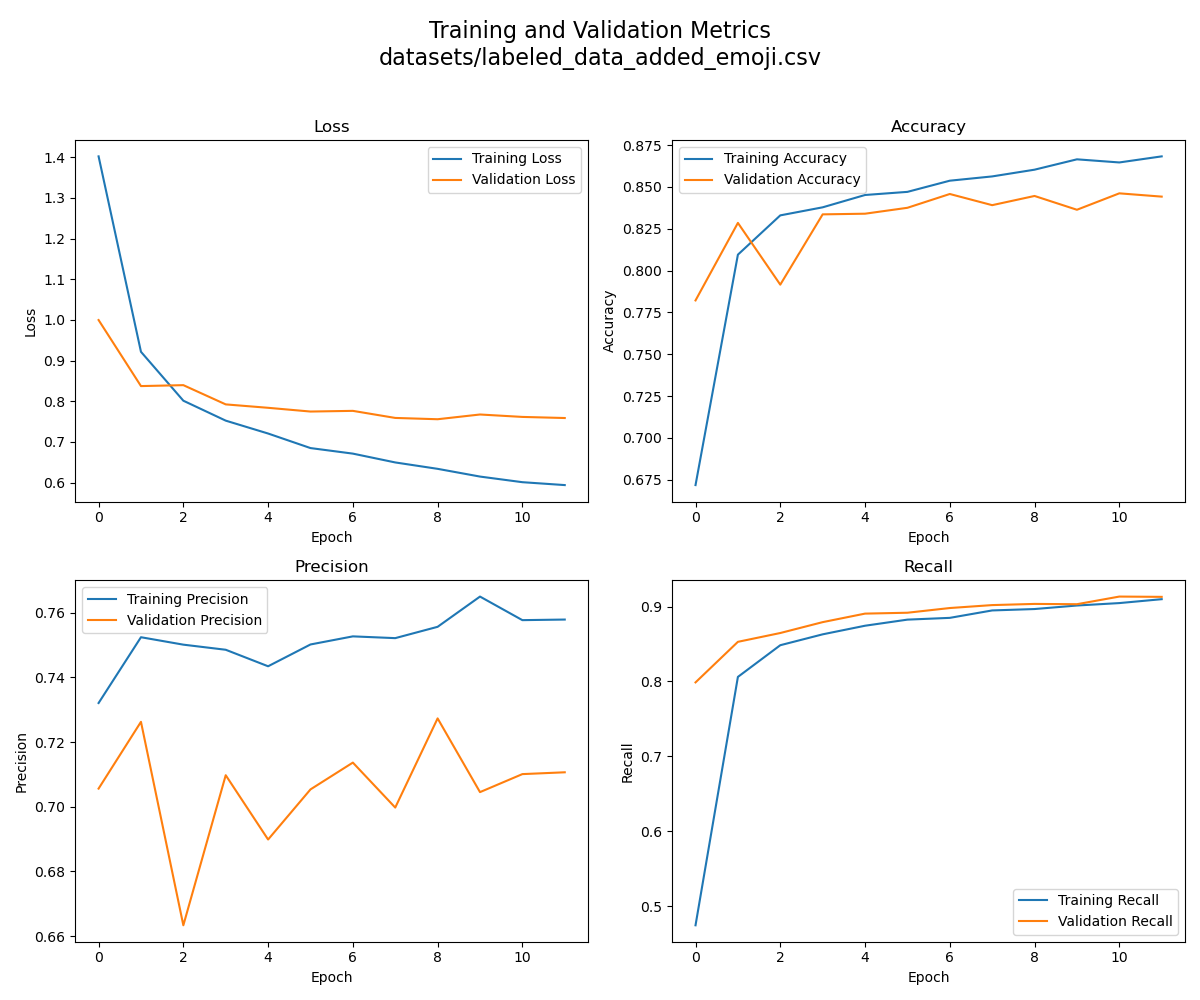 Training and Validation Metrics
datasets/labeled_data_added_emoji.csv
Loss
Training Loss
Validation Loss
1.4
1.3
1.2
1.1
1.0
0.9
0.8
0.7
0.6
Loss
0 2 4 6 8 10
Epoch
Accuracy
Training Accuracy
Validation Accuracy
0.875
0.850
0.825
0.800
0.775
0.750
0.725
0.700
0.675
Accuracy
0 2 4 6 8 10
Epoch
Precision
Training Precision
Validation Precision
0.76
0.74
0.72
0.70
0.68
0.66
Precision
0 2 4 6 8 10
Epoch
Recall
0.9
0.8
0.7
0.6
0.5
Recall
Training Recall
Validation Recall
0 2 4 6 8 10
Epoch